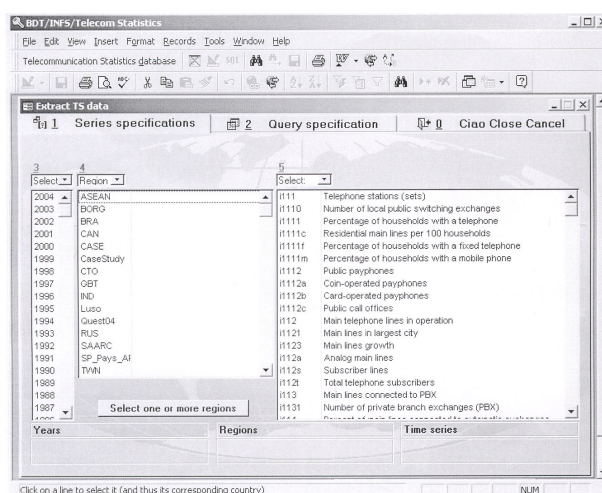 BDT/INFS/Telecom Statistics
File Edit View Insert Format Records Tools Window Help
Telecommunication Statistics database SQL
Extract TS data
1 Series specifications 2 Query specification 0 Ciao Close Cancel
3 4 5
Select Region Select:
2004 ASEAN i111 Telephone stations (sets)
2003 BORG i1110 Number of local public switching exchanges
2002 BRA i1111 Percentage of households with a telephone
2001 CAN i1111c Residential main lines per 100 households
2000 CASE i1111f Percentage of households with a fixed telephone
1999 CaseStudy i1111m Percentage of households with a mobile phone
1998 CTO i1112 Public payphones
1997 GBT i1112a Coin-operated payphones
1996 IND i1112b Card-operated payphones
1995 Luso i1112c Public call offices
1994 Quest04 i112 Main telephone lines in operation
1993 RUS i1121 Main lines in largest city
1992 SAARC i1123 Main lines growth
1991 SP_Pays_AF i112a Analog main lines
1990 TWN i112s Subscriber lines
1989 i112t Total telephone subscribers
1988 i113 Main lines connected to PBX
1987 i1131 Number of private branch exchanges (PBX)
Select one or more regions
Years Regions Time series
Click on a line to select it (and thus its corresponding country) NUM